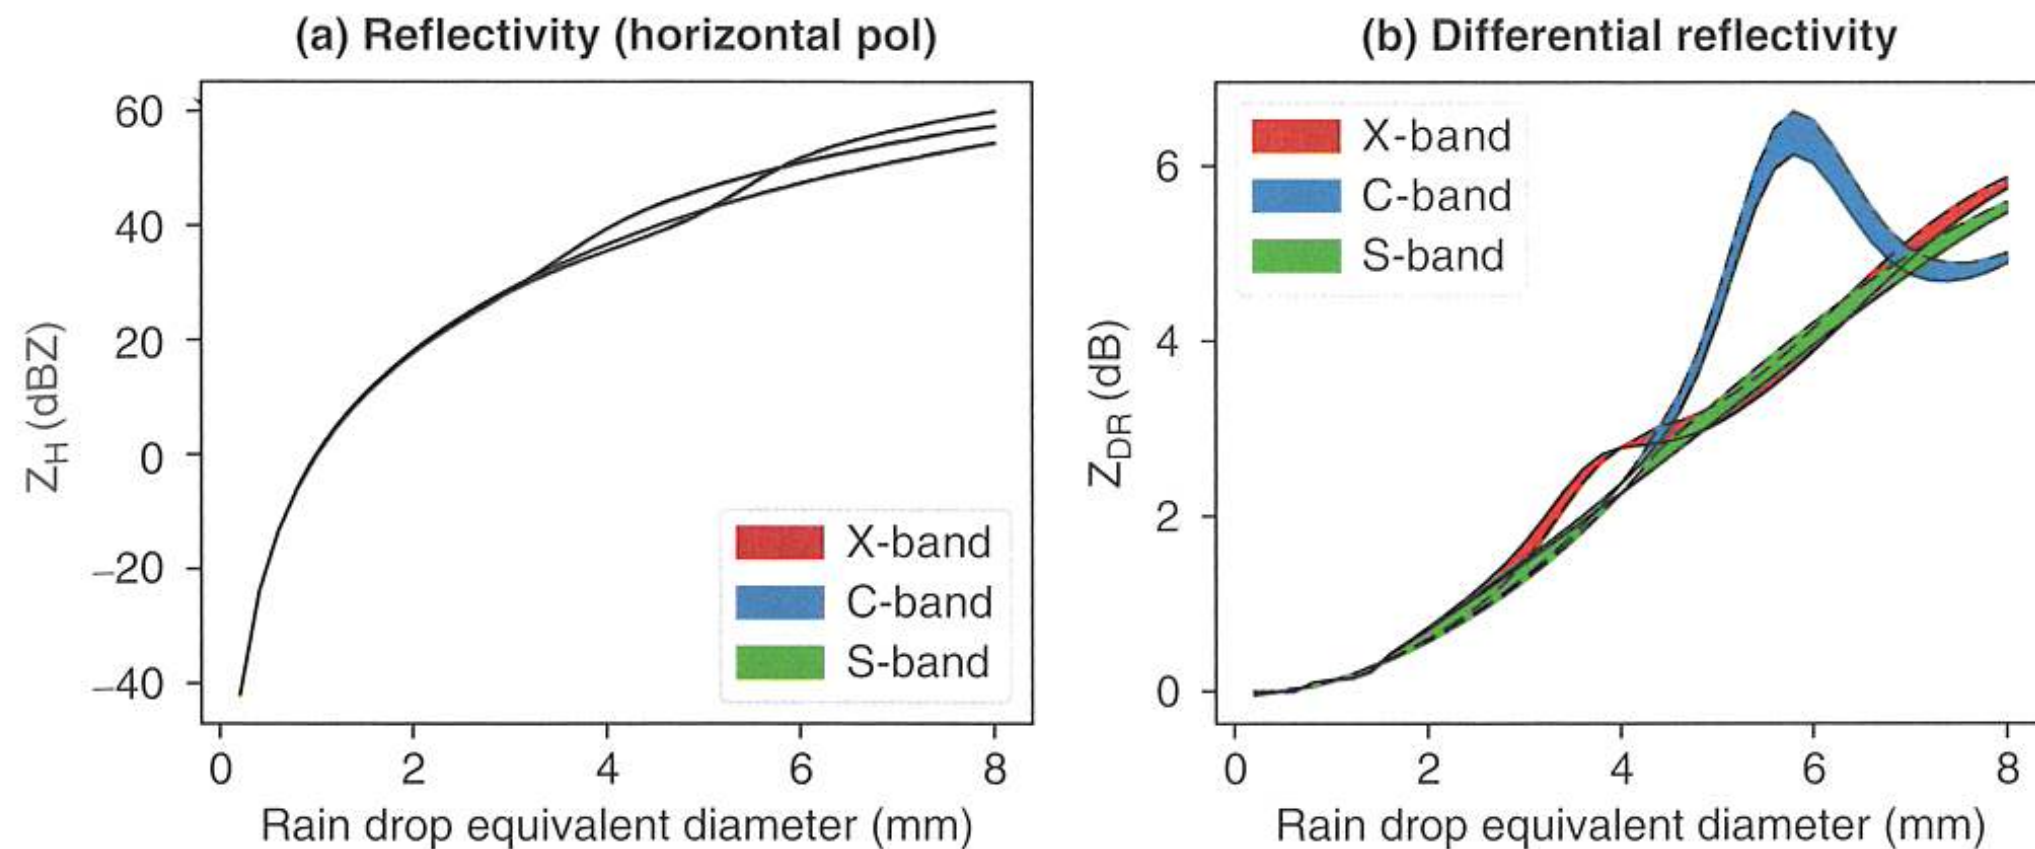 (a) Reflectivity (horizontal pol)
60
40
20
0
−20
−40
Z_H (dBZ)
X-band
C-band
S-band
0 2 4 6 8
Rain drop equivalent diameter (mm)
(b) Differential reflectivity
X-band
C-band
S-band
6
4
2
0
Z_DR (dB)
0 2 4 6 8
Rain drop equivalent diameter (mm)